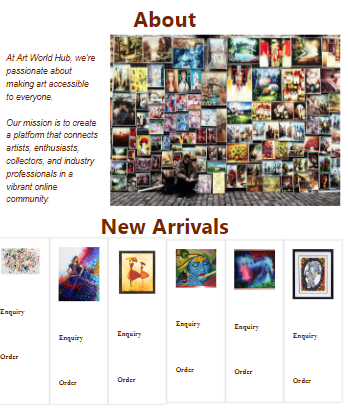 About
At Art World Hub, we're
passionate about
making art accessible
to everyone.
Our mission is to create
a platform that connects
artists, enthusiasts,
collectors, and industry
professionals in a
vibrant online
community.
New Arrivals
Enquiry
Order
Enquiry
Order
Enquiry
Order
Enquiry
Order
Enquiry
Order
Enquiry
Order